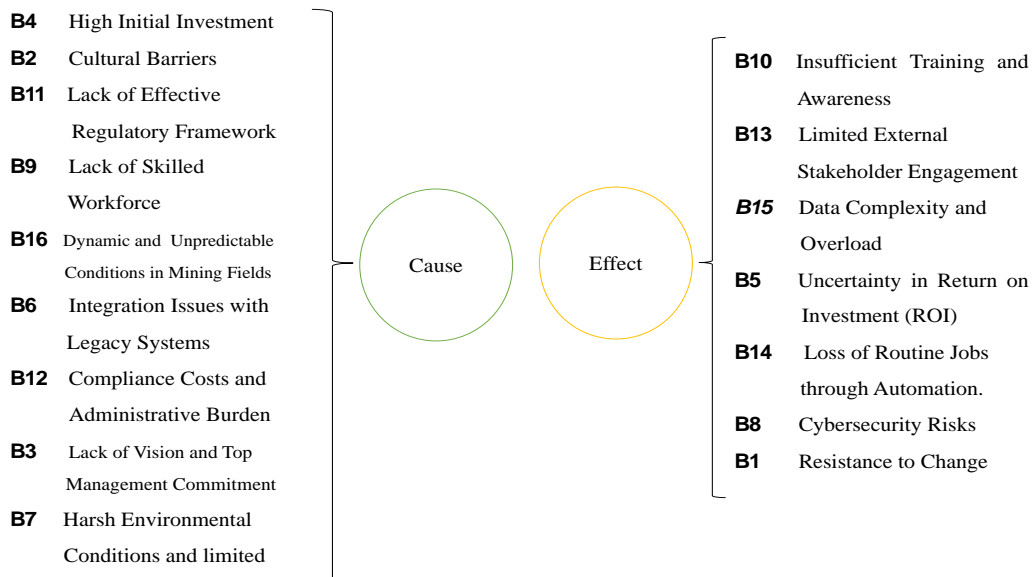 B4 High Initial Investment
B2 Cultural Barriers
B11 Lack of Effective
Regulatory Framework
B9 Lack of Skilled
Workforce
B16 Dynamic and Unpredictable
Conditions in Mining Fields
B6 Integration Issues with
Legacy Systems
B12 Compliance Costs and
Administrative Burden
B3 Lack of Vision and Top
Management Commitment
B7 Harsh Environmental
Conditions and limited
Cause
Effect
B10 Insufficient Training and
Awareness
B13 Limited External
Stakeholder Engagement
B15 Data Complexity and
Overload
B5 Uncertainty in Return on
Investment (ROI)
B14 Loss of Routine Jobs
through Automation.
B8 Cybersecurity Risks
B1 Resistance to Change